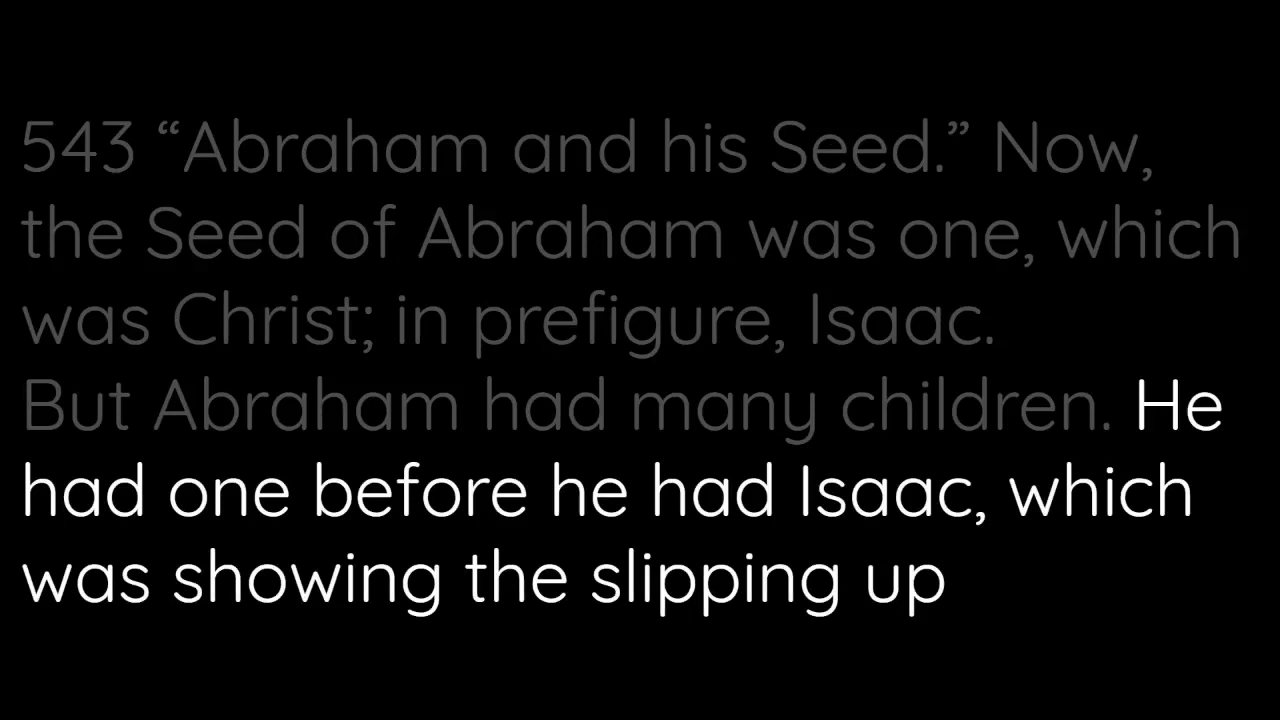 543 “Abraham and his Seed.” Now,
the Seed of Abraham was one, which
was Christ; in prefigure, Isaac.
But Abraham had many children. He
had one before he had Isaac, which
was showing the slipping up